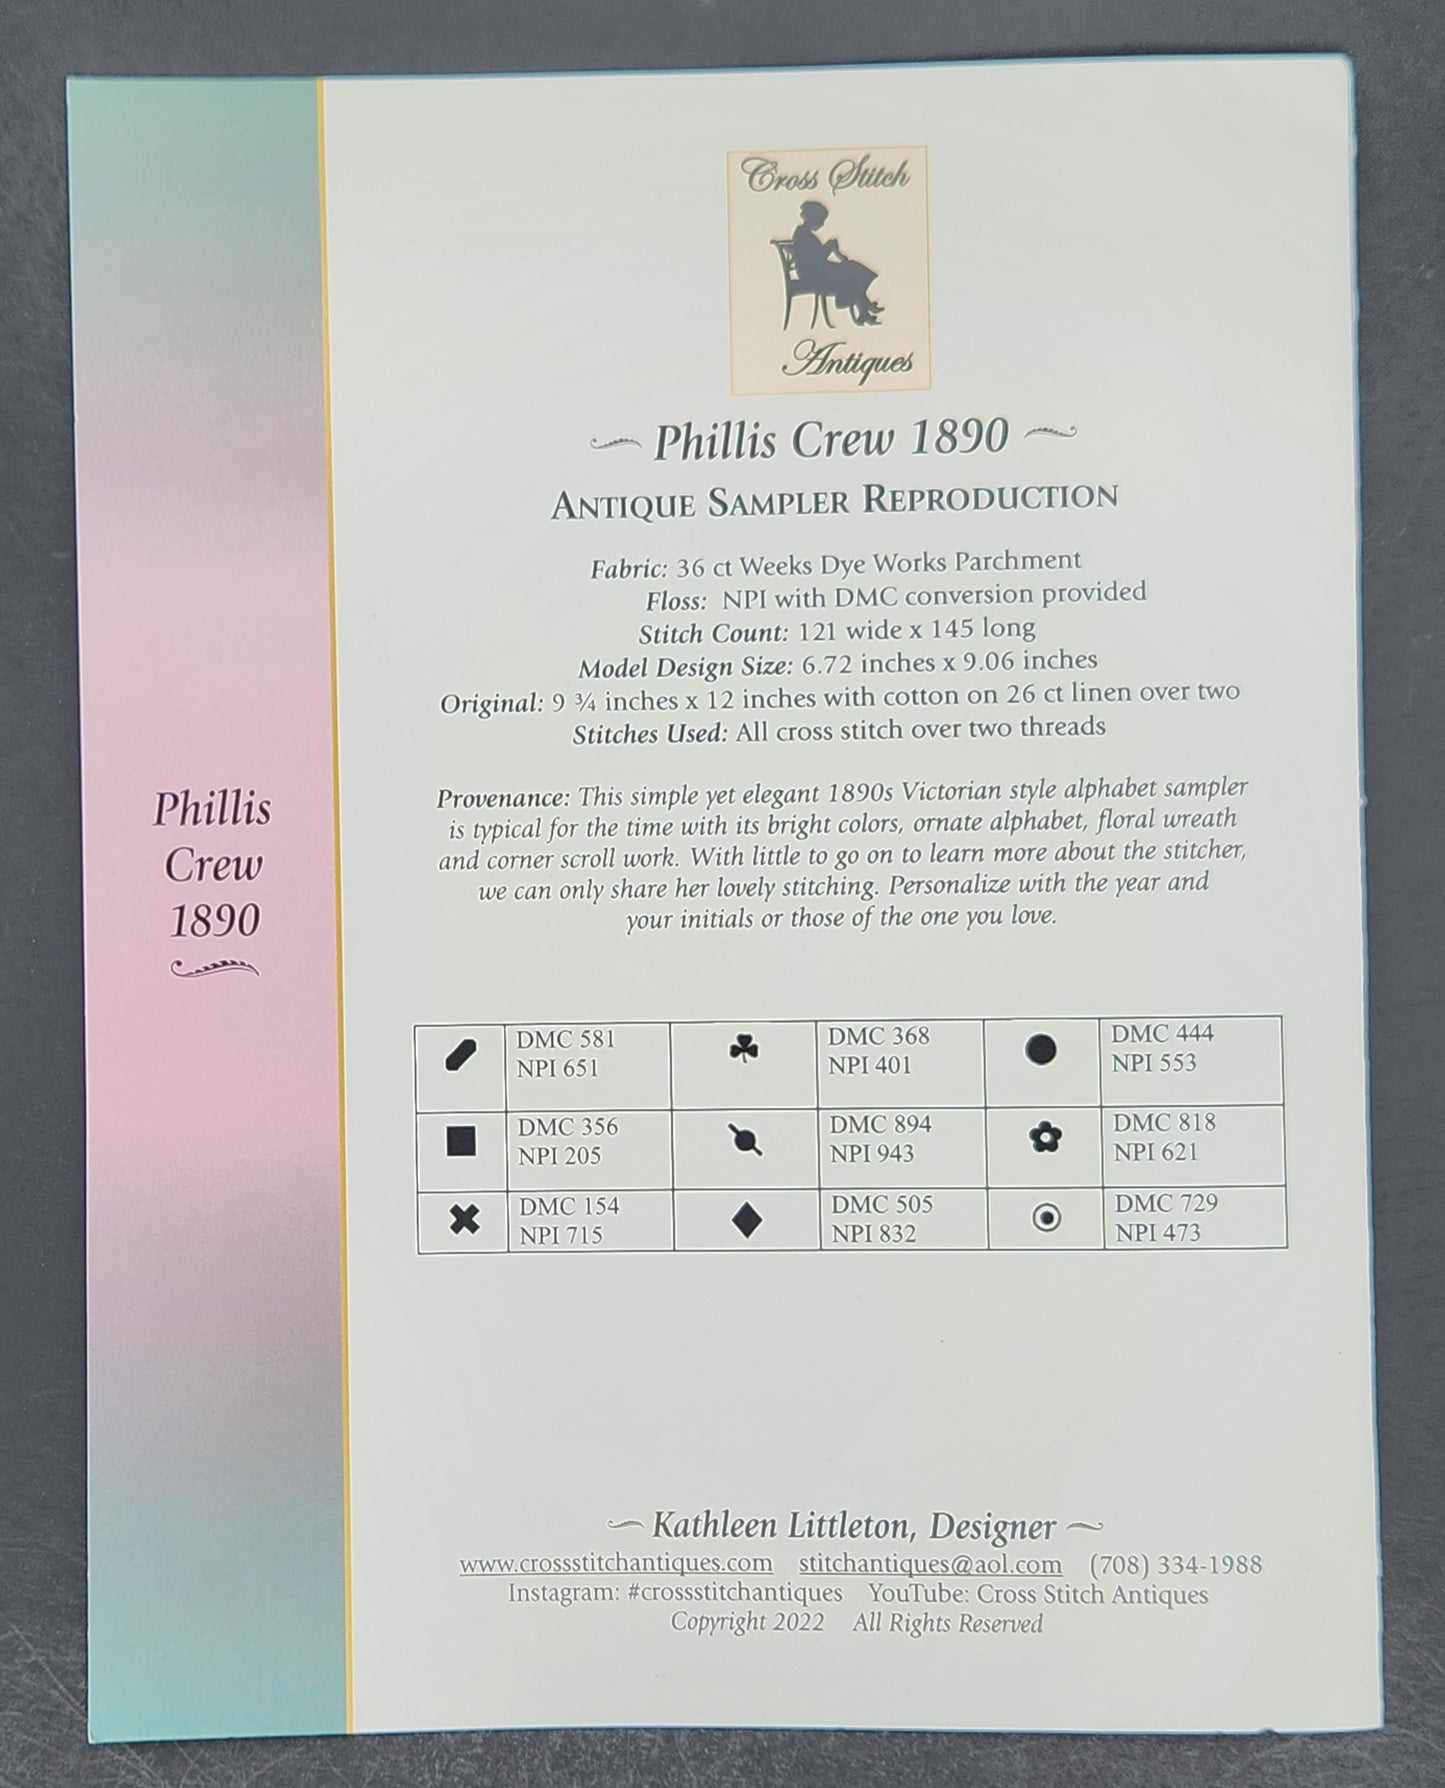 Cross Stitch
Antiques
Phillis Crew 1890
ANTIQUE SAMPLER REPRODUCTION
Fabric: 36 ct Weeks Dye Works Parchment
Floss: NPI with DMC conversion provided
Stitch Count: 121 wide x 145 long
Model Design Size: 6.72 inches x 9.06 inches
Original: 9 ¾ inches x 12 inches with cotton on 26 ct linen over two
Stitches Used: All cross stitch over two threads
Provenance: This simple yet elegant 1890s Victorian style alphabet sampler
is typical for the time with its bright colors, ornate alphabet, floral wreath
and corner scroll work. With little to go on to learn more about the stitcher,
we can only share her lovely stitching. Personalize with the year and
your initials or those of the one you love.
Phillis
Crew
1890
DMC 581
NPI 651
DMC 368
NPI 401
DMC 444
NPI 553
DMC 356
NPI 205
DMC 894
NPI 943
DMC 818
NPI 621
DMC 154
NPI 715
DMC 505
NPI 832
DMC 729
NPI 473
Kathleen Littleton, Designer
www.crossstitchantiques.com stitchantiques@aol.com (708) 334-1988
Instagram: #crossstitchantiques YouTube: Cross Stitch Antiques
Copyright 2022 All Rights Reserved